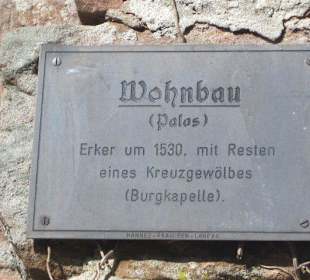 Wohnbau
(Palas)
Erker um 1530, mit Resten
eines Kreuzgewölbes
(Burgkapelle).